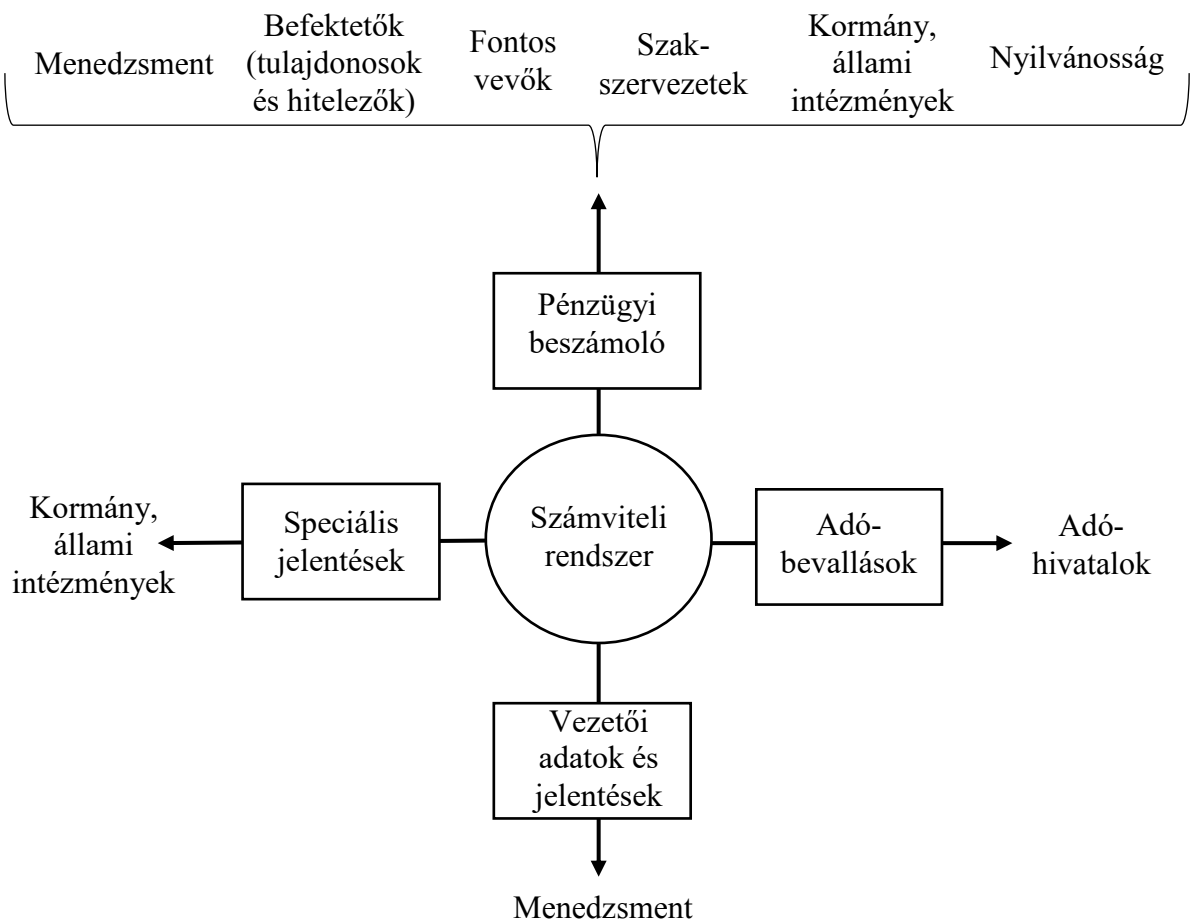 Menedzsment
Befektetők
(tulajdonosok
és hitelezők)
Fontos
vevők
Szak-
szervezetek
Kormány,
állami
intézmények
Nyilvánosság
Pénzügyi
beszámoló
Kormány,
állami
intézmények
Speciális
jelentések
Számviteli
rendszer
Adó-
bevallások
Adó-
hivatalok
Vezetői
adatok és
jelentések
Menedzsment